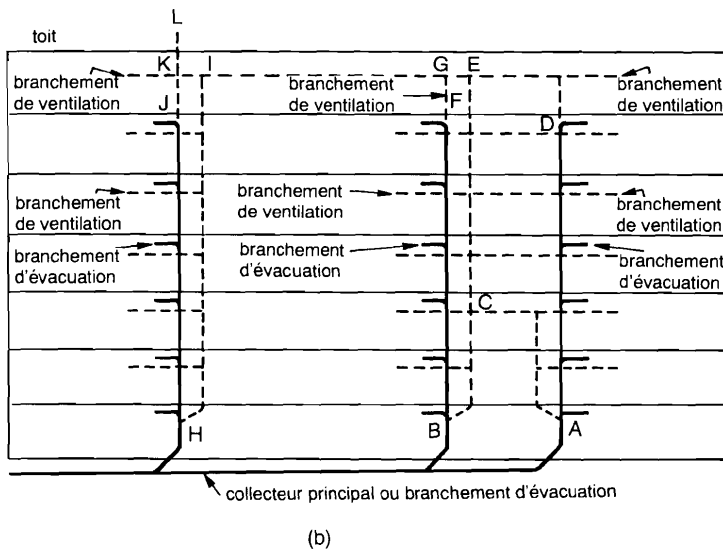 L
toit
K
I
G
E
branchement
de ventilation
branchement
de ventilation
F
branchement
de ventilation
J
D
branchement
de ventilation
branchement
de ventilation
branchement
de ventilation
branchement
d'évacuation
branchement
d'évacuation
branchement
d'évacuation
C
H
B
A
collecteur principal ou branchement d'évacuation
(b)